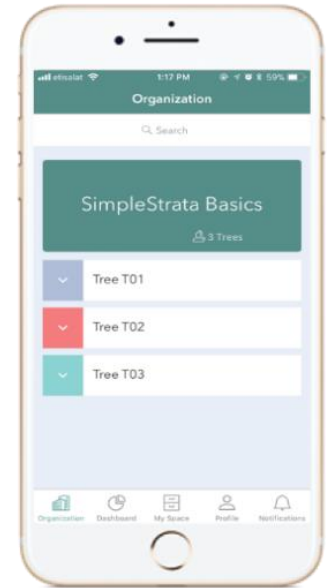 etisalat 1:17 PM 59%
Organization
Search
SimpleStrata Basics
3 Trees
Tree T01
Tree T02
Tree T03
Organization Dashboard My Space Profile Notifications